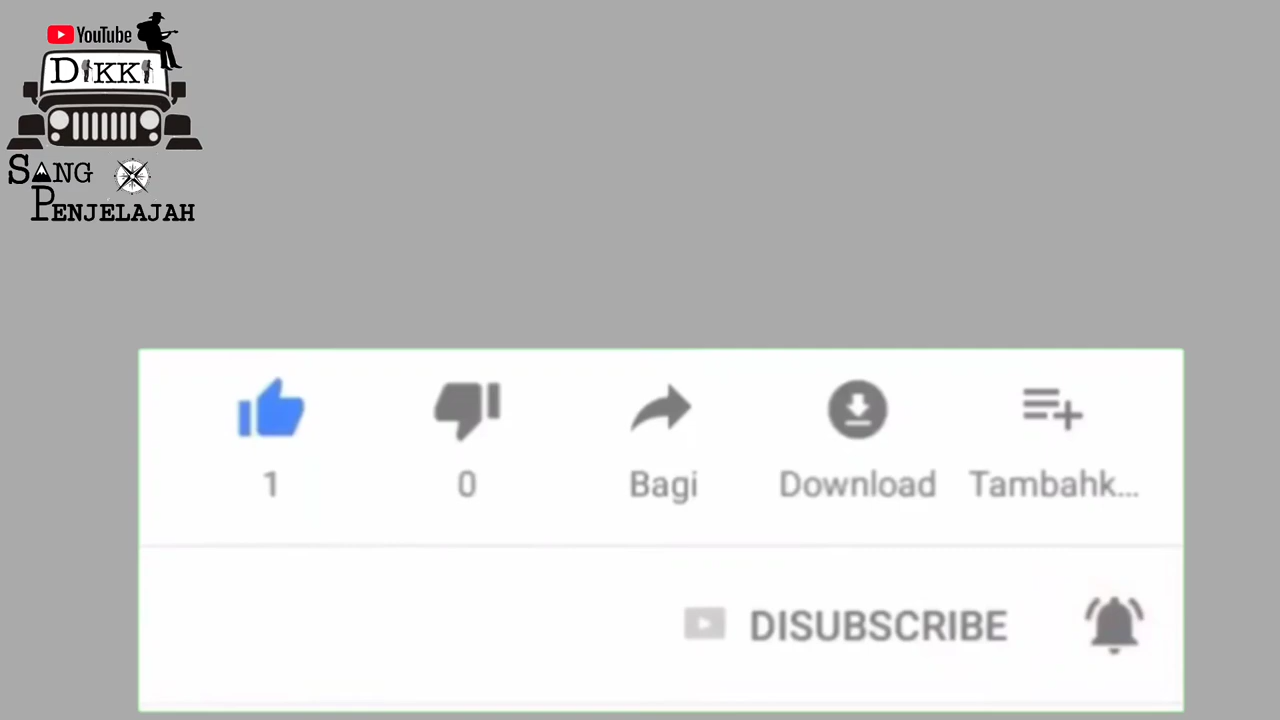 YouTube
DIKKI
SANG
PENJELAJAH
1
0
Bagi
Download
Tambahk...
DISUBSCRIBE